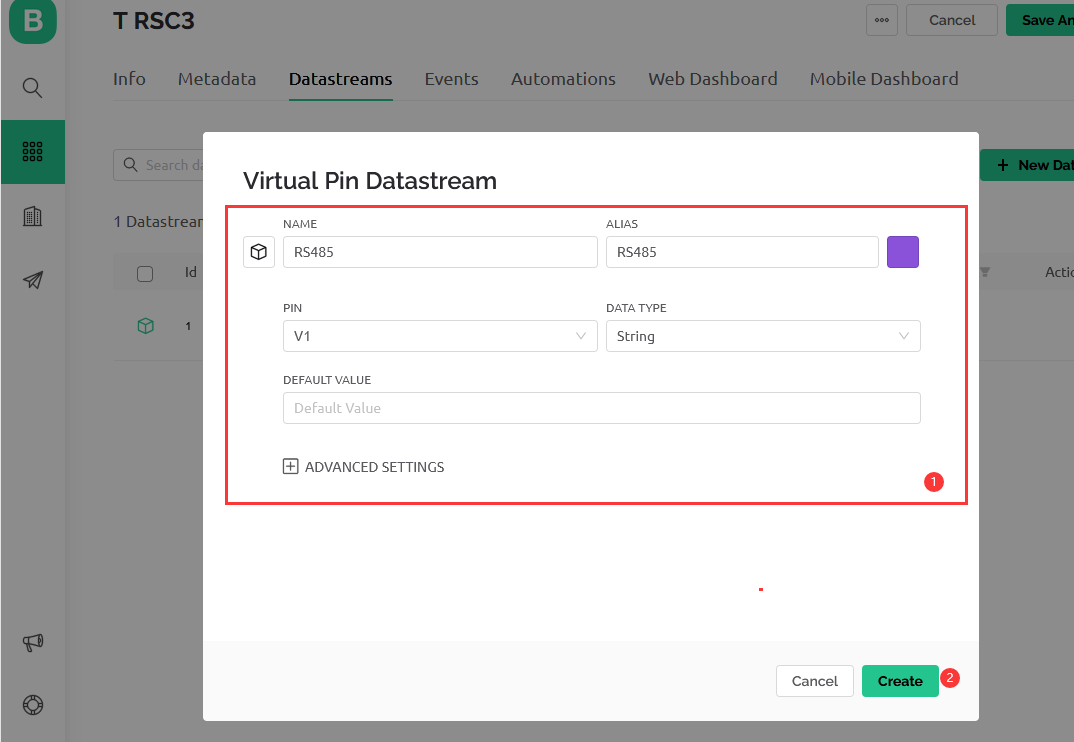 B
T RSC3
Cancel
Save An
Info Metadata Datastreams Events Automations Web Dashboard Mobile Dashboard
Search da
+ New Dat
1 Datastrear
Id
Actio
1
Virtual Pin Datastream
NAME ALIAS
RS485 RS485
PIN DATA TYPE
V1 String
DEFAULT VALUE
Default Value
ADVANCED SETTINGS
1
Cancel Create 2